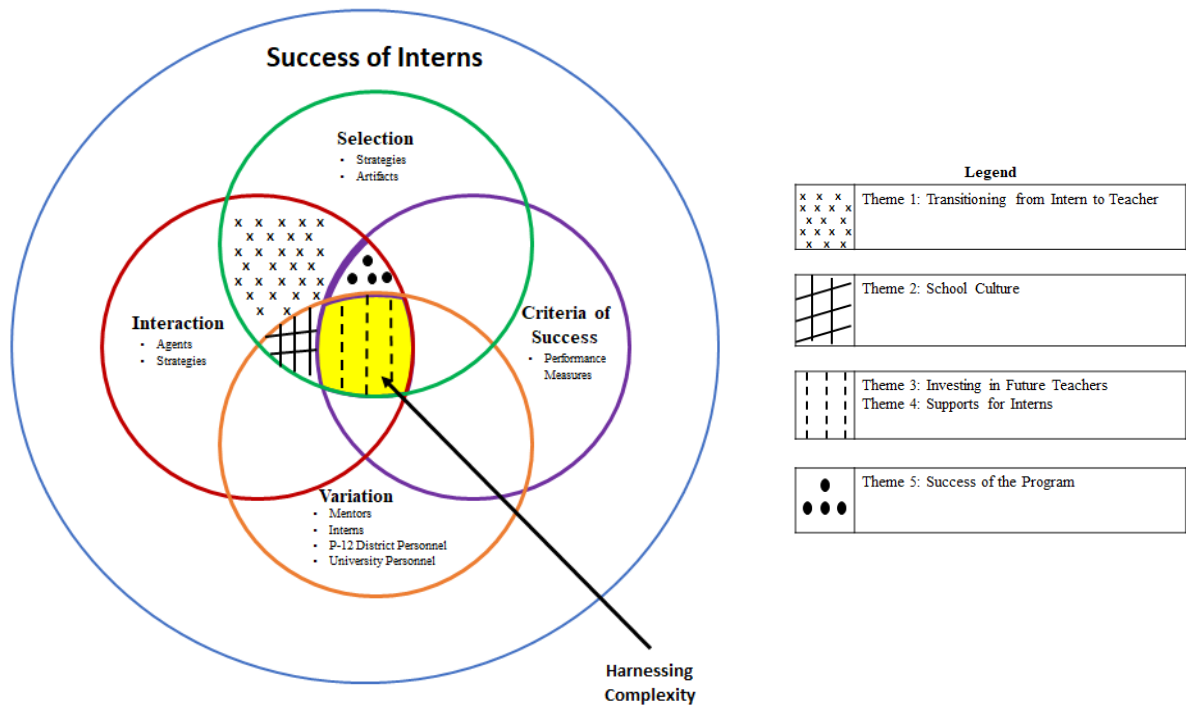 Success of Interns
Selection
• Strategies
• Artifacts
Interaction
• Agents
• Strategies
Criteria of
Success
• Performance
Measures
Variation
• Mentors
• Interns
• P-12 District Personnel
• University Personnel
Harnessing
Complexity
Legend
Theme 1: Transitioning from Intern to Teacher
Theme 2: School Culture
Theme 3: Investing in Future Teachers
Theme 4: Supports for Interns
Theme 5: Success of the Program